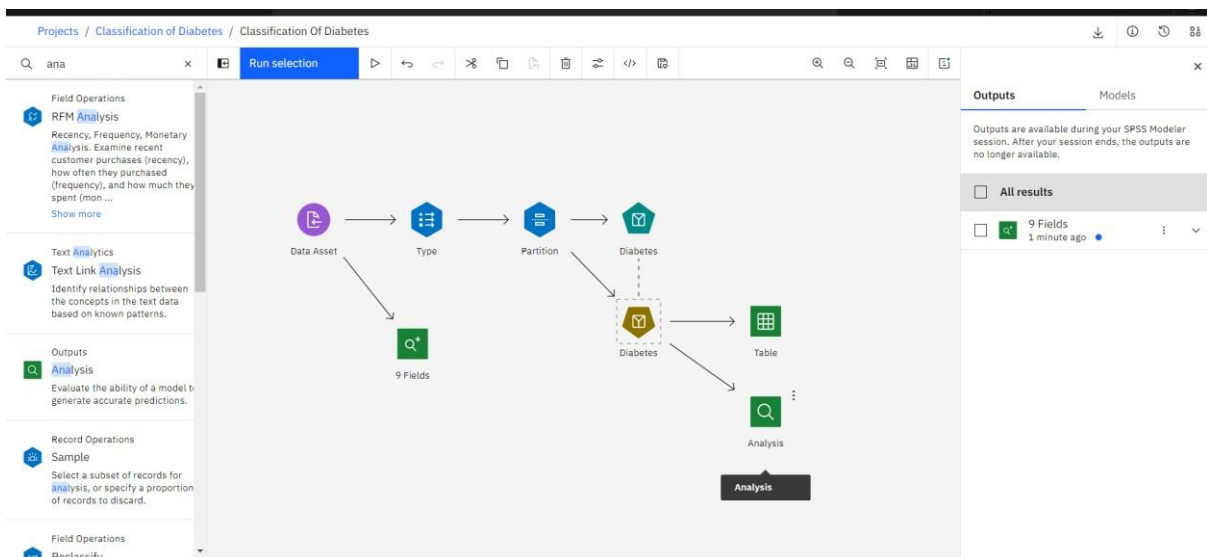 Projects / Classification of Diabetes / Classification Of Diabetes
ana
Run selection
Field Operations
RFM Analysis
Recency, Frequency, Monetary
Analysis. Examine recent
customer purchases (recency),
how often they purchased
(frequency), and how much they
spent (mon ...
Show more
Text Analytics
Text Link Analysis
Identify relationships between
the concepts in the text data
based on known patterns.
Outputs
Analysis
Evaluate the ability of a model t
generate accurate predictions.
Record Operations
Sample
Select a subset of records for
analysis, or specify a proportion
of records to discard.
Field Operations
Reclassify
Data Asset
Type
Partition
Diabetes
9 Fields
Diabetes
Table
Analysis
Analysis
Outputs
Models
Outputs are available during your SPSS Modeler
session. After your session ends, the outputs are
no longer available.
All results
9 Fields
1 minute ago